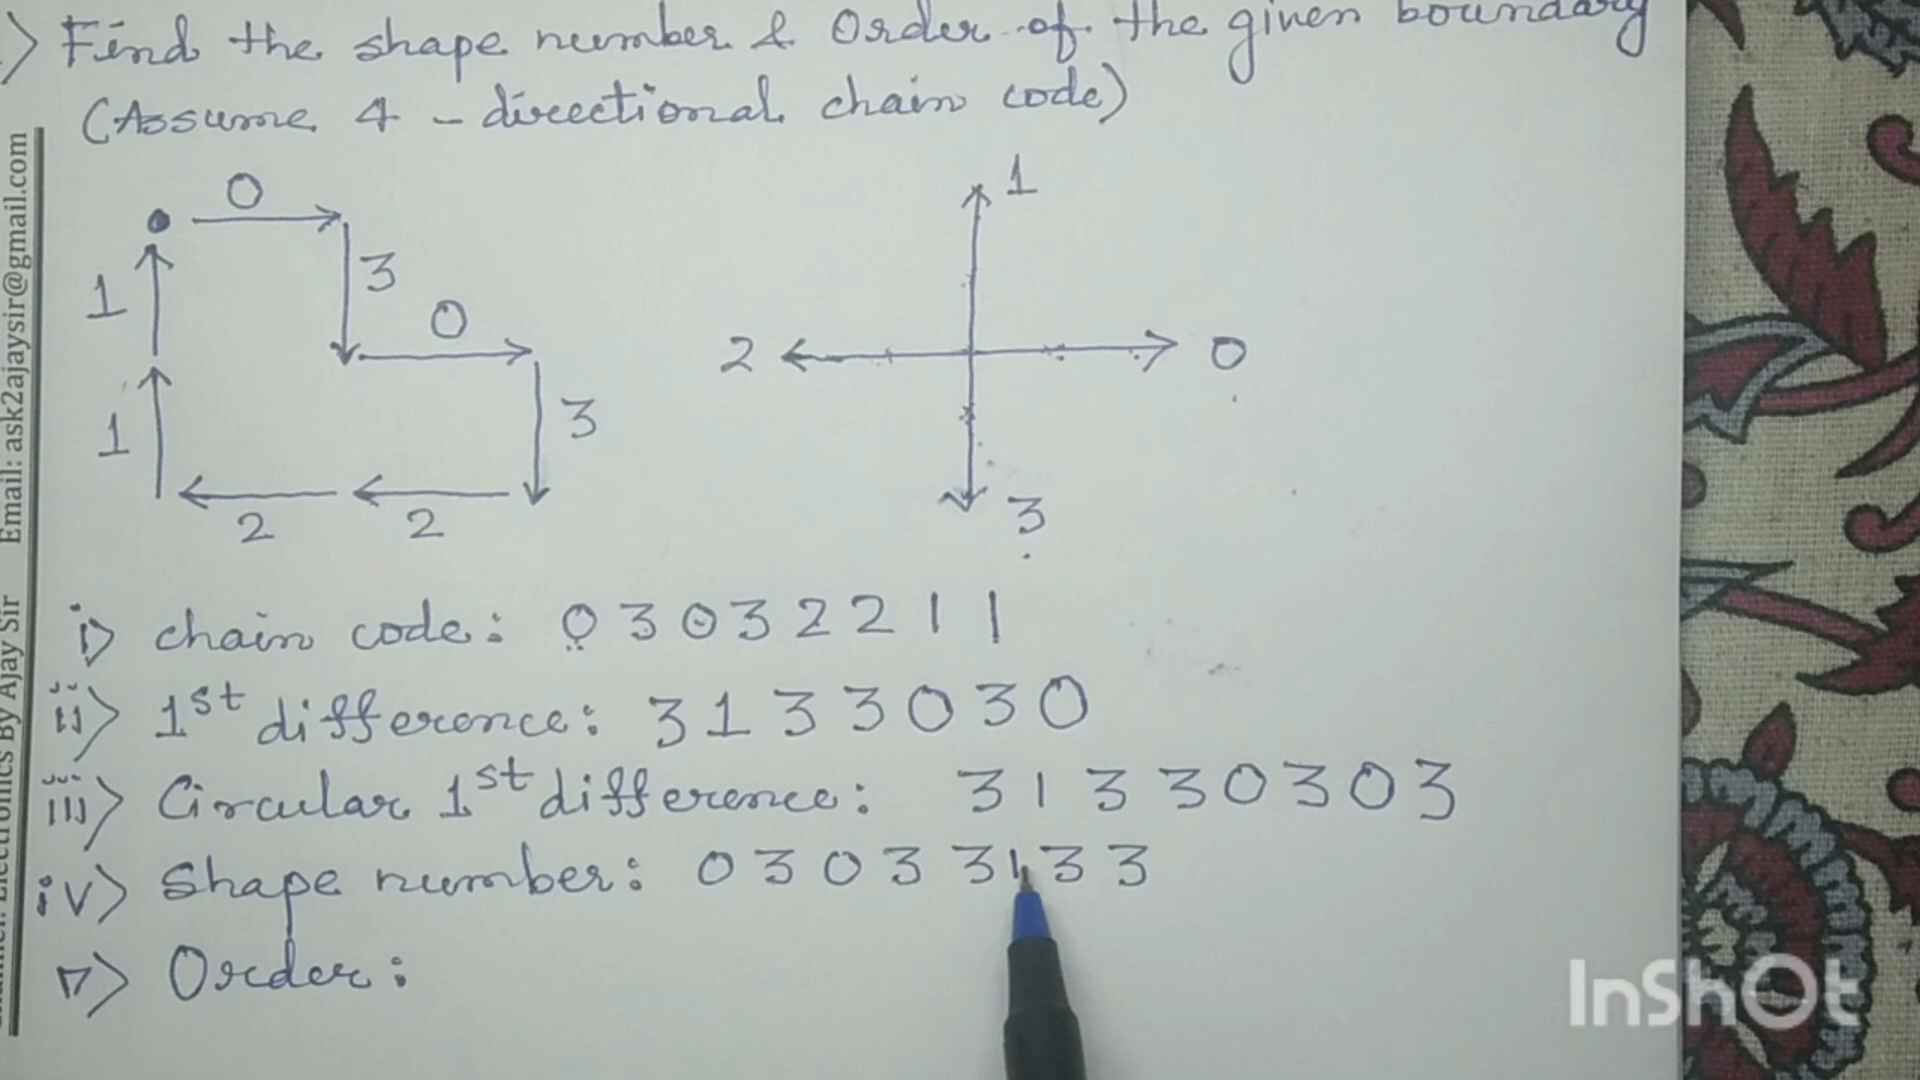 ) Find the shape number & Order of the given boundary
(Assume 4 - directional chain code)
0
3
0
3
2
2
1
1
1
2
0
3
i) chain code: 0 3 0 3 2 2 1 1
ii) 1st difference: 3 1 3 3 0 3 0
iii) Circular 1st difference: 3 1 3 3 0 3 0 3
iv) Shape number: 0 3 0 3 3 1 3 3
v) Order:
Email: ask2ajaysir@gmail.com
Electronics By Ajay Sir
InShOt